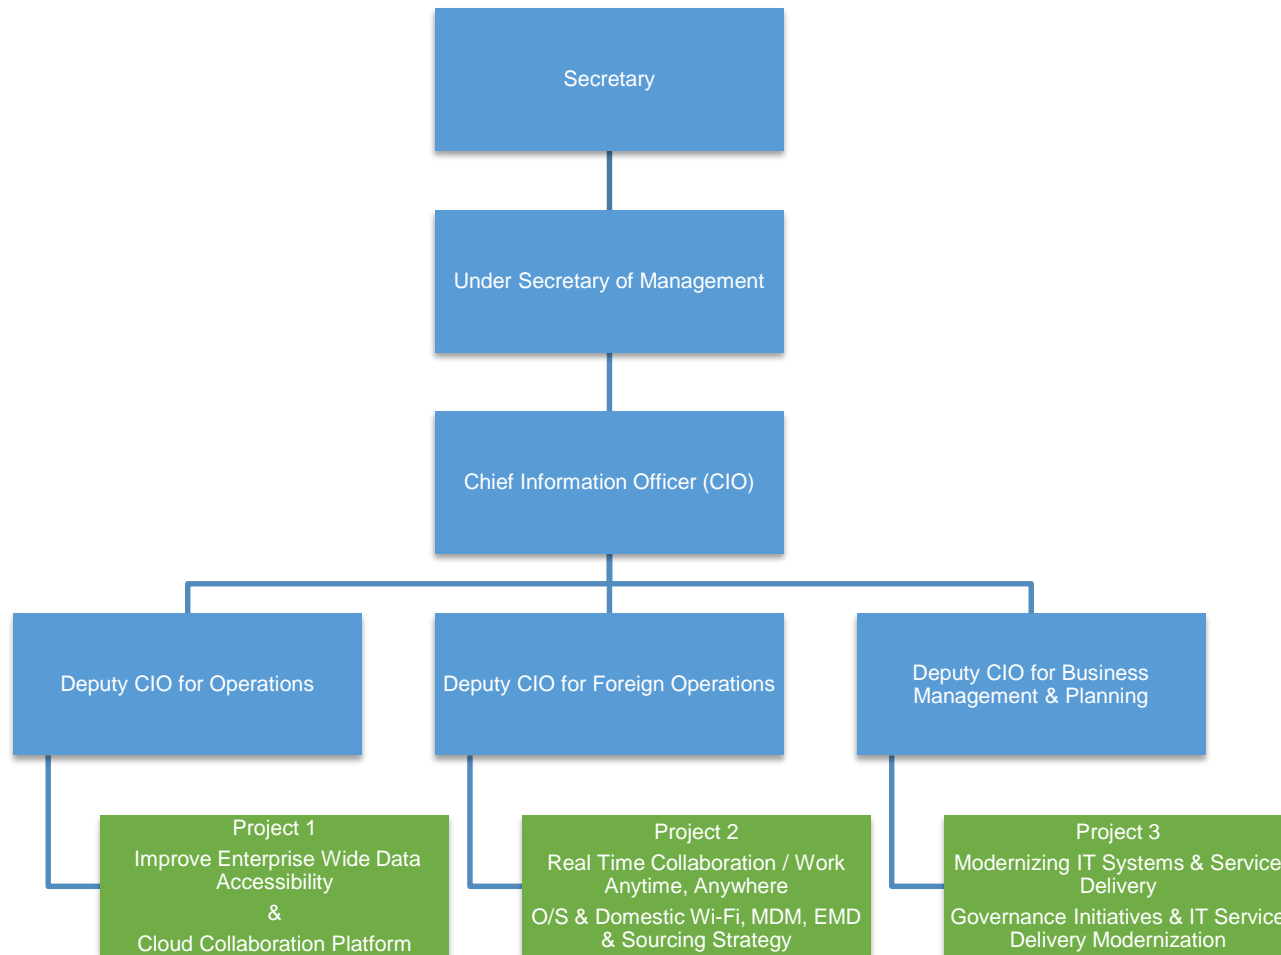 Secretary
Under Secretary of Management
Chief Information Officer (CIO)
Deputy CIO for Operations
Deputy CIO for Foreign Operations
Deputy CIO for Business
Management & Planning
Project 1
Improve Enterprise Wide Data
Accessibility
&
Cloud Collaboration Platform
Project 2
Real Time Collaboration / Work
Anytime, Anywhere
O/S & Domestic Wi-Fi, MDM, EMD
& Sourcing Strategy
Project 3
Modernizing IT Systems & Service
Delivery
Governance Initiatives & IT Service
Delivery Modernization